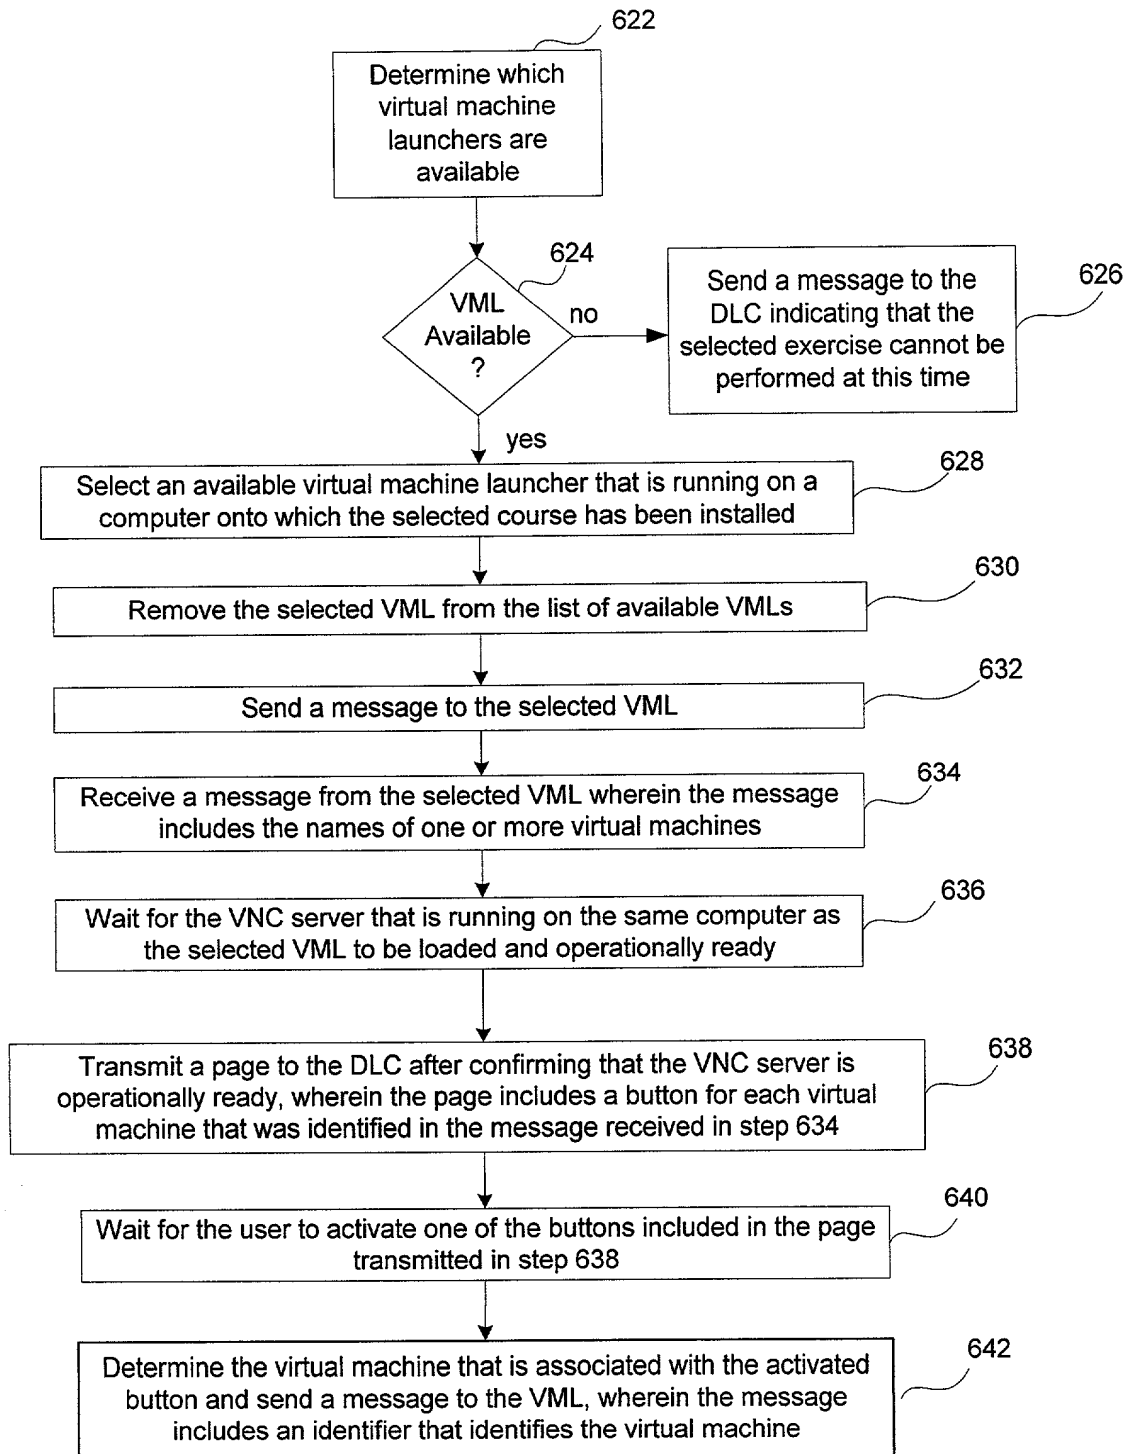 622
Determine which
virtual machine
launchers are
available
624
VML
Available
?
no
Send a message to the
DLC indicating that the
selected exercise cannot be
performed at this time
626
yes
Select an available virtual machine launcher that is running on a
computer onto which the selected course has been installed
628
Remove the selected VML from the list of available VMLs
630
Send a message to the selected VML
632
Receive a message from the selected VML wherein the message
includes the names of one or more virtual machines
634
Wait for the VNC server that is running on the same computer as
the selected VML to be loaded and operationally ready
636
Transmit a page to the DLC after confirming that the VNC server is
operationally ready, wherein the page includes a button for each virtual
machine that was identified in the message received in step 634
638
Wait for the user to activate one of the buttons included in the page
transmitted in step 638
640
Determine the virtual machine that is associated with the activated
button and send a message to the VML, wherein the message
includes an identifier that identifies the virtual machine
642